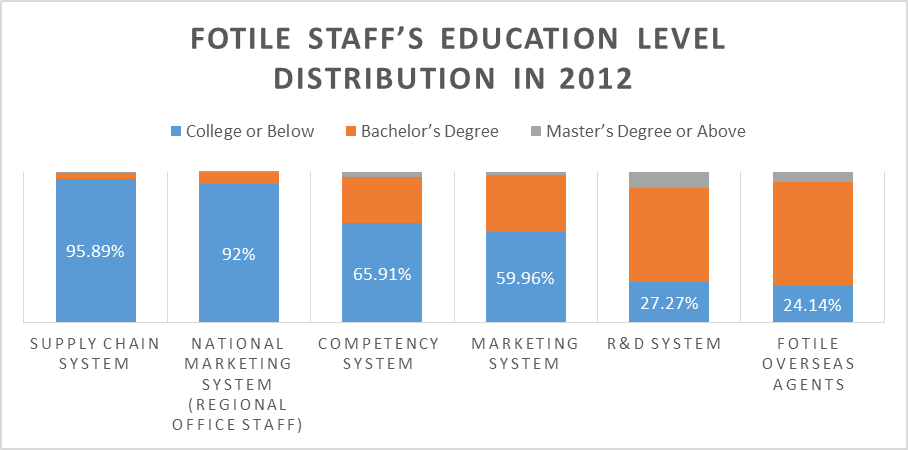 FOTILE STAFF’S EDUCATION LEVEL
DISTRIBUTION IN 2012
College or Below Bachelor’s Degree Master’s Degree or Above
95.89% 92% 65.91% 59.96% 27.27% 24.14%
SUPPLY CHAIN
SYSTEM
NATIONAL
MARKETING
SYSTEM
(REGIONAL
OFFICE STAFF)
COMPETENCY
SYSTEM
MARKETING
SYSTEM
R&D SYSTEM
FOTILE
OVERSEAS
AGENTS